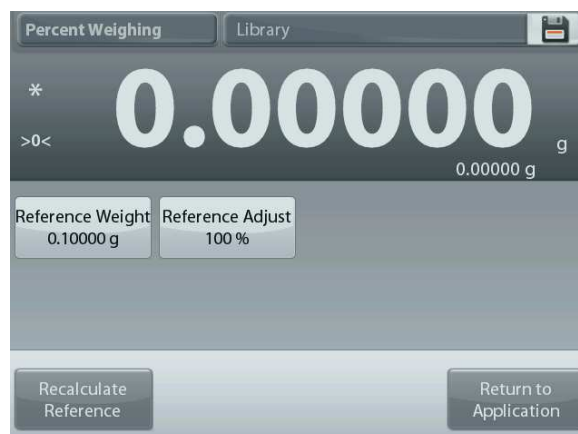 Percent Weighing
Library
*
0.00000
>0<
g
0.00000 g
Reference Weight
0.10000 g
Reference Adjust
100 %
Recalculate
Reference
Return to
Application